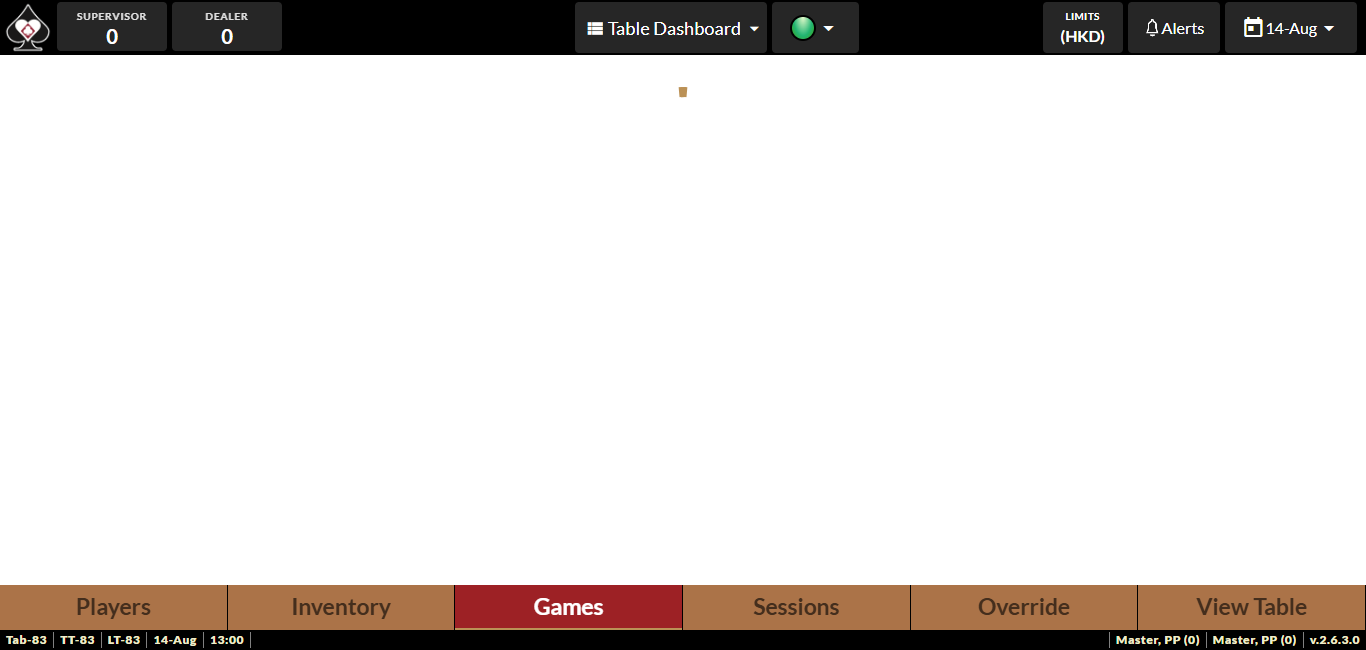 SUPERVISOR
0
DEALER
0
Table Dashboard
LIMITS
(HKD)
Alerts
14-Aug
Players
Inventory
Games
Sessions
Override
View Table
Tab-83
TT-83
LT-83
14-Aug
13:00
Master, PP (0)
Master, PP (0)
v.2.6.3.0